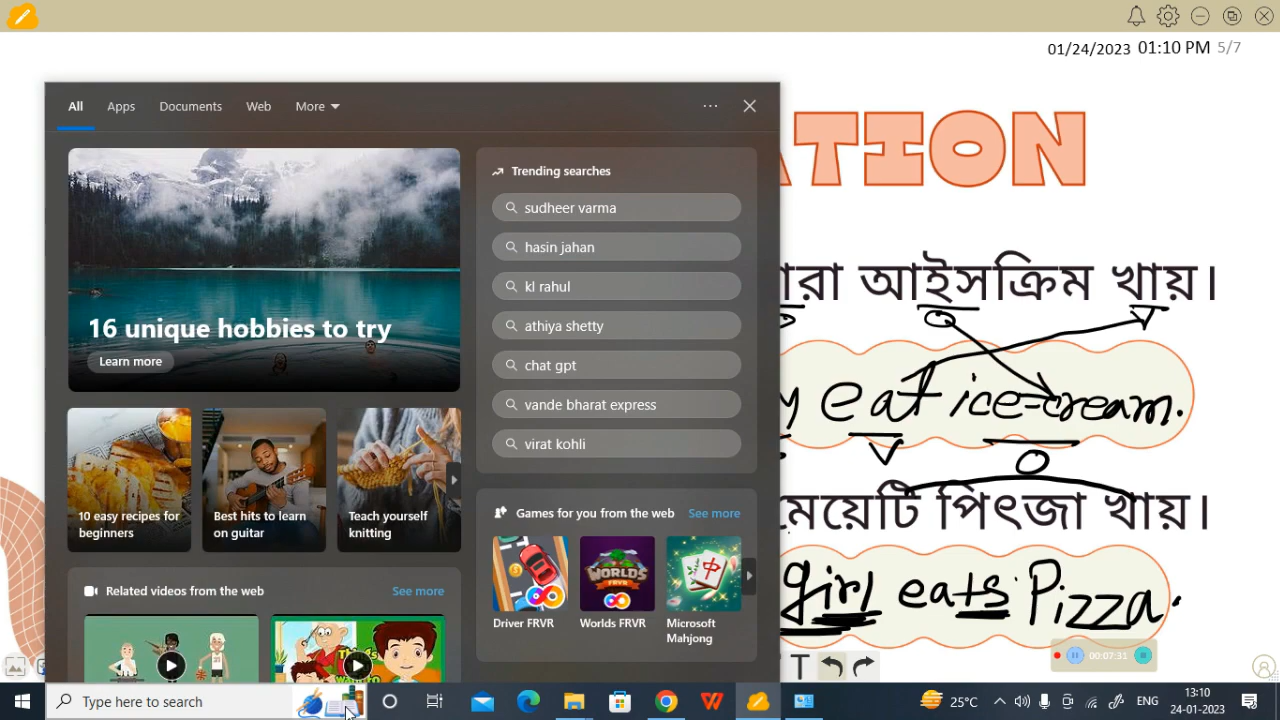 01/24/2023 01:10 PM 5/7
All Apps Documents Web More
ATION
16 unique hobbies to try
Learn more
Trending searches
sudheer varma
hasin jahan
kl rahul
athiya shetty
chat gpt
vande bharat express
virat kohli
আইসক্রিম খায়।
eat ice-cream.
O V
V O
10 easy recipes for beginners
Best hits to learn on guitar
Teach yourself knitting
Games for you from the web See more
Driver FRVR
Worlds FRVR
Microsoft Mahjong
মেয়েটি পিৎজা খায়।
girl eats Pizza.
Related videos from the web See more
T
00:07:31
Type here to search
25°C
ENG
13:10
24-01-2023